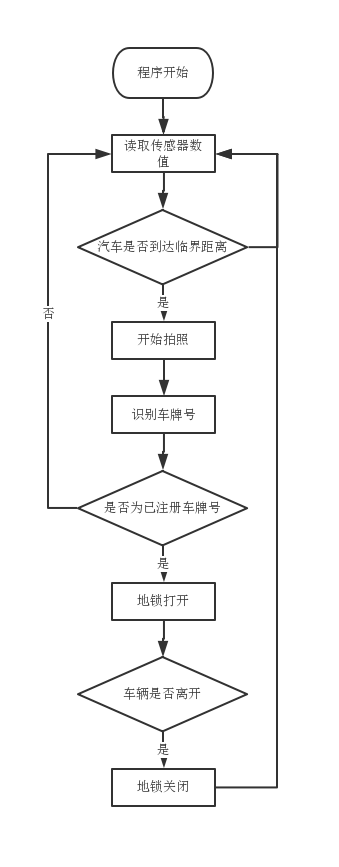 程序开始
读取传感器数
值
汽车是否到达临界距离
是
否
开始拍照
识别车牌号
是否为已注册车牌号
是
地锁打开
车辆是否离开
是
地锁关闭